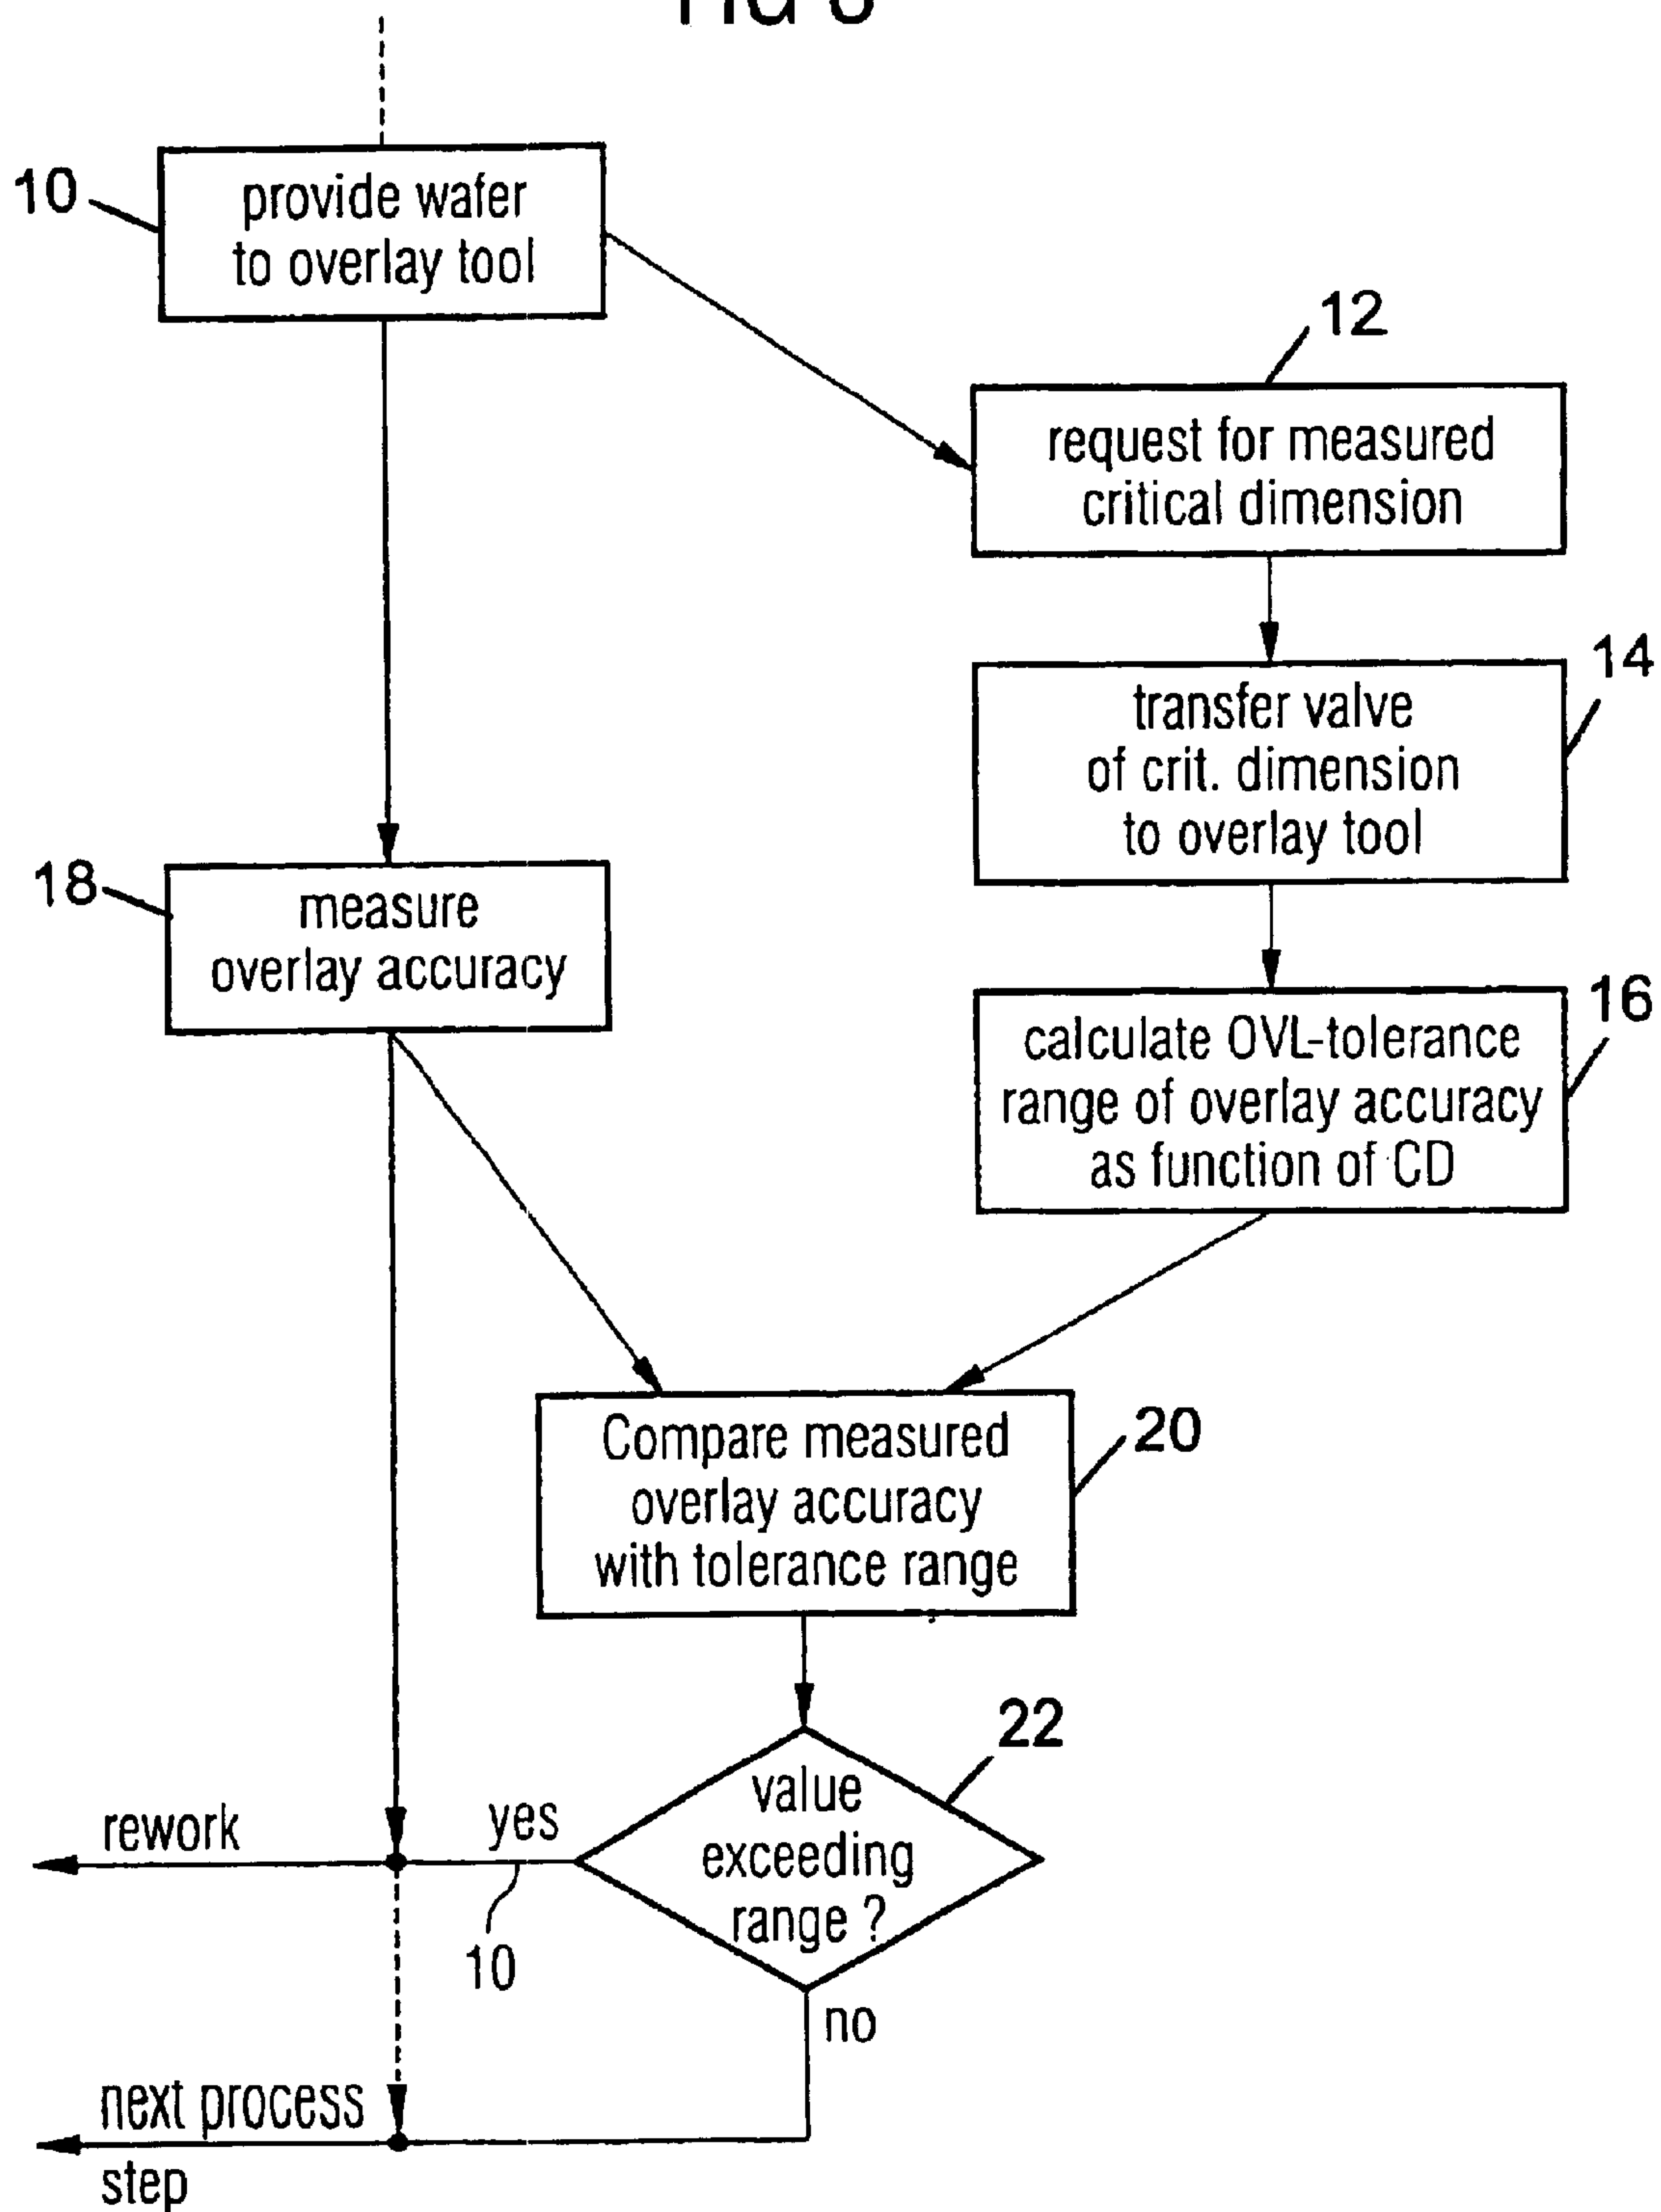 10
provide wafer
to overlay tool
12
request for measured
critical dimension
14
transfer valve
of crit. dimension
to overlay tool
18
measure
overlay accuracy
16
calculate OVL-tolerance
range of overlay accuracy
as function of CD
20
Compare measured
overlay accuracy
with tolerance range
22
value
exceeding
range ?
rework
yes
10
no
next process
step